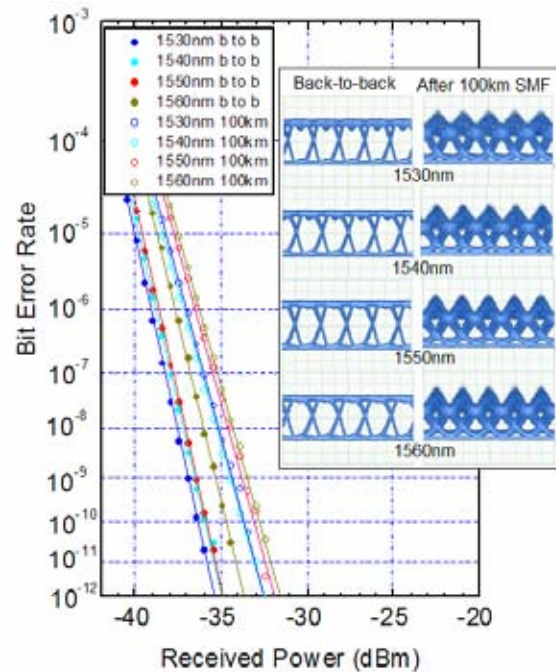 10-3
10-4
10-5
10-6
10-7
10-8
10-9
10-10
10-11
10-12
Bit Error Rate
1530nm b to b
1540nm b to b
1550nm b to b
1560nm b to b
1530nm 100km
1540nm 100km
1550nm 100km
1560nm 100km
Back-to-back After 100km SMF
1530nm
1540nm
1550nm
1560nm
-40 -35 -30 -25 -20
Received Power (dBm)